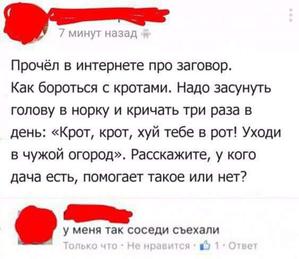 7 минут назад
Прочёл в интернете про заговор.
Как бороться с кротами. Надо засунуть
голову в норку и кричать три раза в
день: «Крот, крот, хуй тебе в рот! Уходи
в чужой огород». Расскажите, у кого
дача есть, помогает такое или нет?
у меня так соседи съехали
Только что · Не нравится · 1 · Ответ